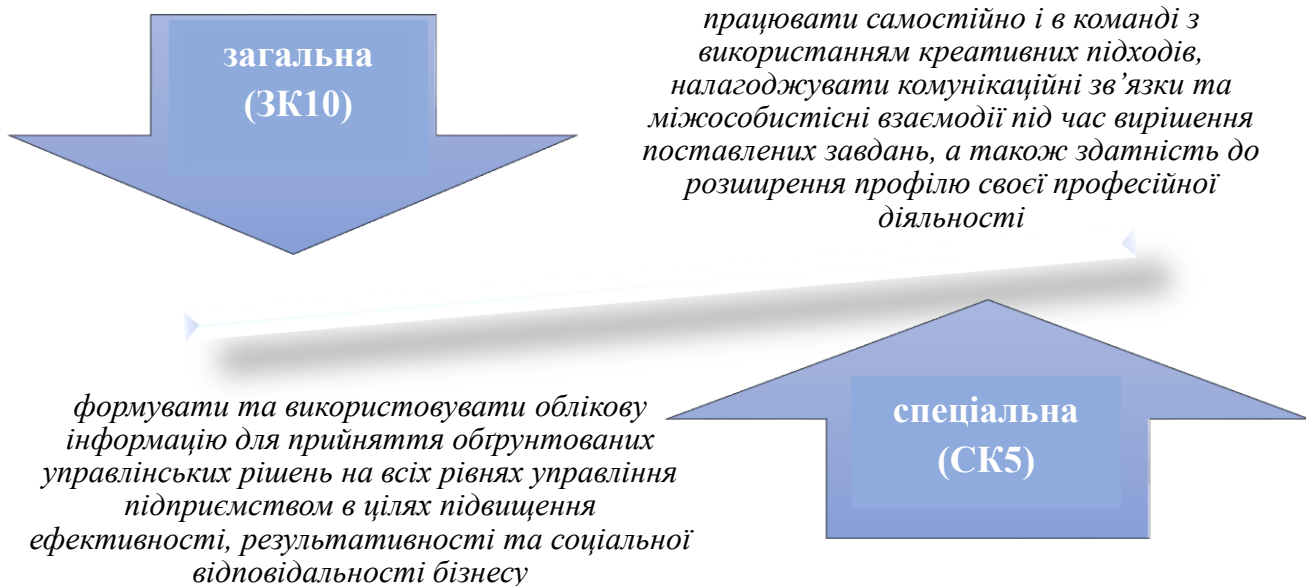 загальна
(ЗК10)
працювати самостійно і в команді з
використанням креативних підходів,
налагоджувати комунікаційні зв’язки та
міжособистісні взаємодії під час вирішення
поставлених завдань, а також здатність до
розширення профілю своєї професійної
діяльності
формувати та використовувати облікову
інформацію для прийняття обґрунтованих
управлінських рішень на всіх рівнях управління
підприємством в цілях підвищення
ефективності, результативності та соціальної
відповідальності бізнесу
спеціальна
(СК5)